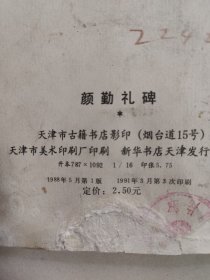 颜勤礼碑
*
天津市古籍书店影印（烟台道15号）
天津市美术印刷厂印刷 新华书店天津发行
开本787×1092 1/16 印张5.75
1988年5月第1版 1991年3月第3次印刷
定价：2.50元